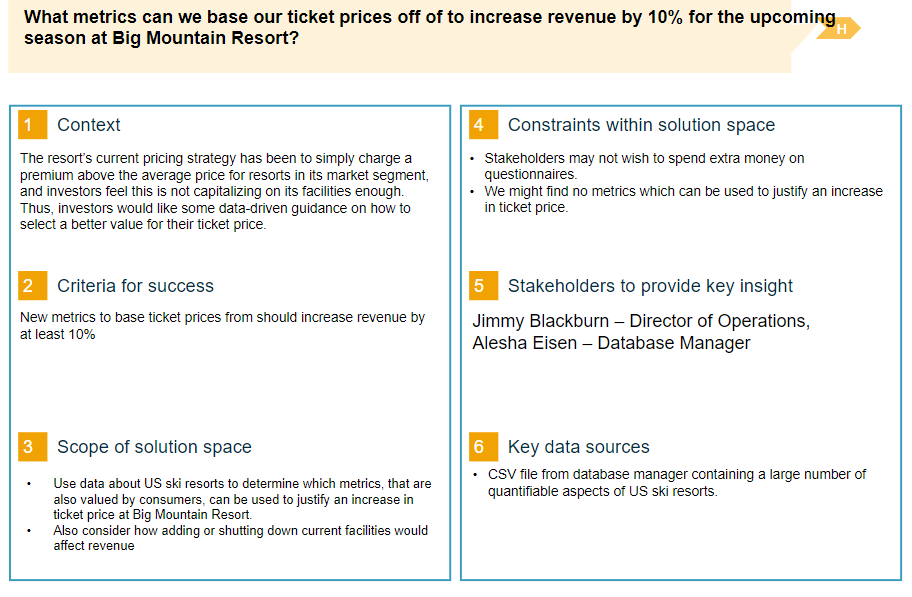 What metrics can we base our ticket prices off of to increase revenue by 10% for the upcoming
season at Big Mountain Resort?
H
1 Context
The resort's current pricing strategy has been to simply charge a
premium above the average price for resorts in its market segment,
and investors feel this is not capitalizing on its facilities enough.
Thus, investors would like some data-driven guidance on how to
select a better value for their ticket price.
2 Criteria for success
New metrics to base ticket prices from should increase revenue by
at least 10%
3 Scope of solution space
• Use data about US ski resorts to determine which metrics, that are
also valued by consumers, can be used to justify an increase in
ticket price at Big Mountain Resort.
• Also consider how adding or shutting down current facilities would
affect revenue
4 Constraints within solution space
• Stakeholders may not wish to spend extra money on
questionnaires.
• We might find no metrics which can be used to justify an increase
in ticket price.
5 Stakeholders to provide key insight
Jimmy Blackburn – Director of Operations,
Alesha Eisen – Database Manager
6 Key data sources
• CSV file from database manager containing a large number of
quantifiable aspects of US ski resorts.